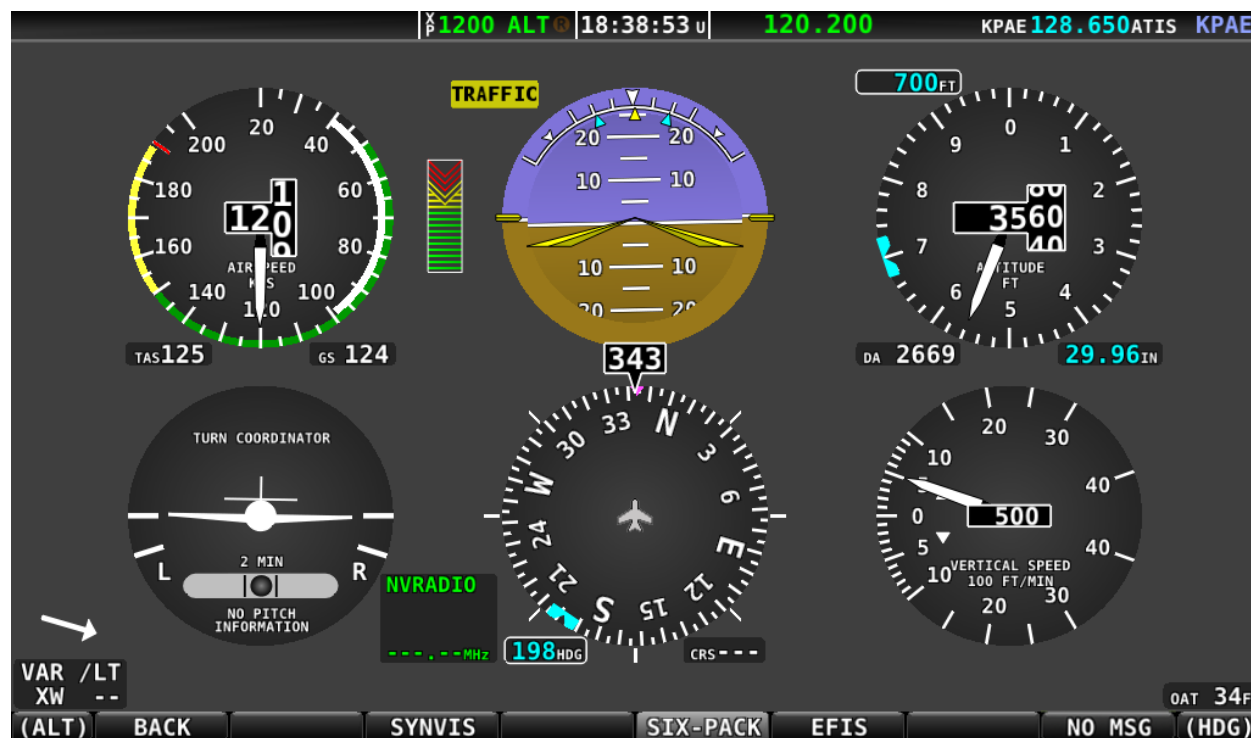 XP 1200 ALT R 18:38:53 U 120.200 KPAE 128.650 ATIS KPAE
TRAFFIC
700 FT
20
40
60
80
100
120
140
160
180
200
120
AIRSPEED
KTS
TAS 125
GS 124
20 20
10 10
10 10
20 20
0
1
2
3
4
5
6
7
8
9
3560
ALTITUDE
FT
DA 2669
29.96 IN
TURN COORDINATOR
2 MIN
L R
NO PITCH
INFORMATION
343
33 N 3 6 E 12 15 S 21 24 W 30
NVRADIO
---.--MHz
198 HDG
CRS ---
20 30
10
40
5
0
500
5
40
10
VERTICAL SPEED
100 FT/MIN
20 30
VAR /LT
XW --
OAT 34F
(ALT) BACK SYNVIS SIX-PACK EFIS NO MSG (HDG)